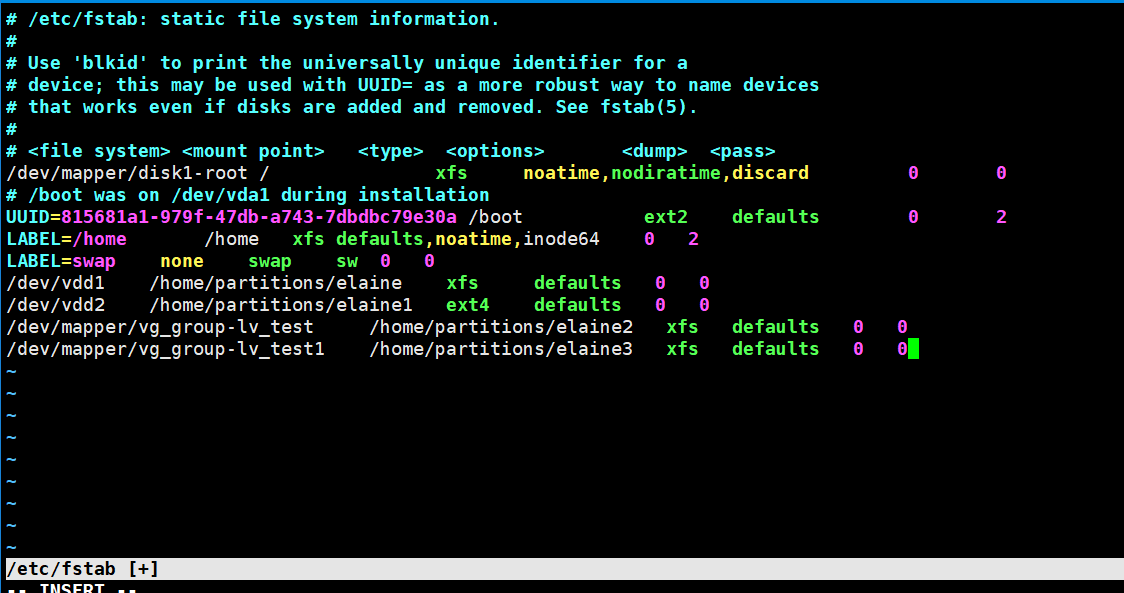 # /etc/fstab: static file system information.
#
# Use 'blkid' to print the universally unique identifier for a
# device; this may be used with UUID= as a more robust way to name devices
# that works even if disks are added and removed. See fstab(5).
#
# <file system> <mount point>   <type>  <options>       <dump>  <pass>
/dev/mapper/disk1-root /               xfs     noatime,nodiratime,discard         0       0
# /boot was on /dev/vda1 during installation
UUID=815681a1-979f-47db-a743-7dbdbc79e30a /boot           ext2    defaults        0       2
LABEL=/home       /home   xfs defaults,noatime,inode64    0   2
LABEL=swap    none    swap    sw  0   0
/dev/vdd1    /home/partitions/elaine    xfs     defaults   0   0
/dev/vdd2    /home/partitions/elaine1   ext4    defaults   0   0
/dev/mapper/vg_group-lv_test     /home/partitions/elaine2   xfs   defaults   0   0
/dev/mapper/vg_group-lv_test1    /home/partitions/elaine3   xfs   defaults   0   0
~
~
~
~
~
~
~
~
~
/etc/fstab [+]
-- INSERT --